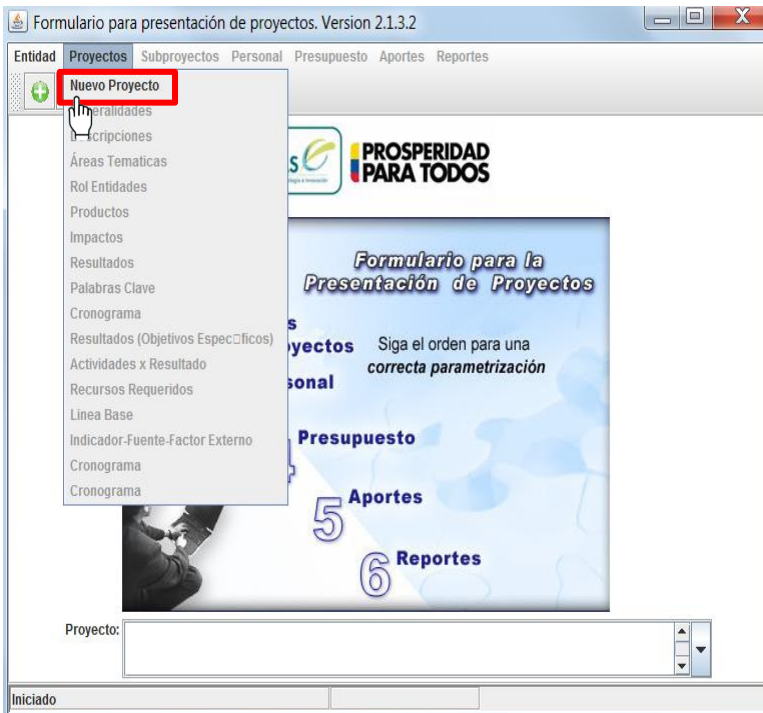 Formulario para presentación de proyectos. Version 2.1.3.2
Entidad Proyectos Subproyectos Personal Presupuesto Aportes Reportes
Nuevo Proyecto
eralidades
scripciones
Áreas Tematicas
Rol Entidades
Productos
Impactos
Resultados
Palabras Clave
Cronograma
Resultados (Objetivos Espec□ficos)
Actividades x Resultado
Recursos Requeridos
Linea Base
Indicador-Fuente-Factor Externo
Cronograma
Cronograma
s
PROSPERIDAD
PARA TODOS
Formulario para la
Presentación de Proyectos
s
yectos
sonal
Siga el orden para una
correcta parametrización
4 Presupuesto
5 Aportes
6 Reportes
Proyecto:
Iniciado